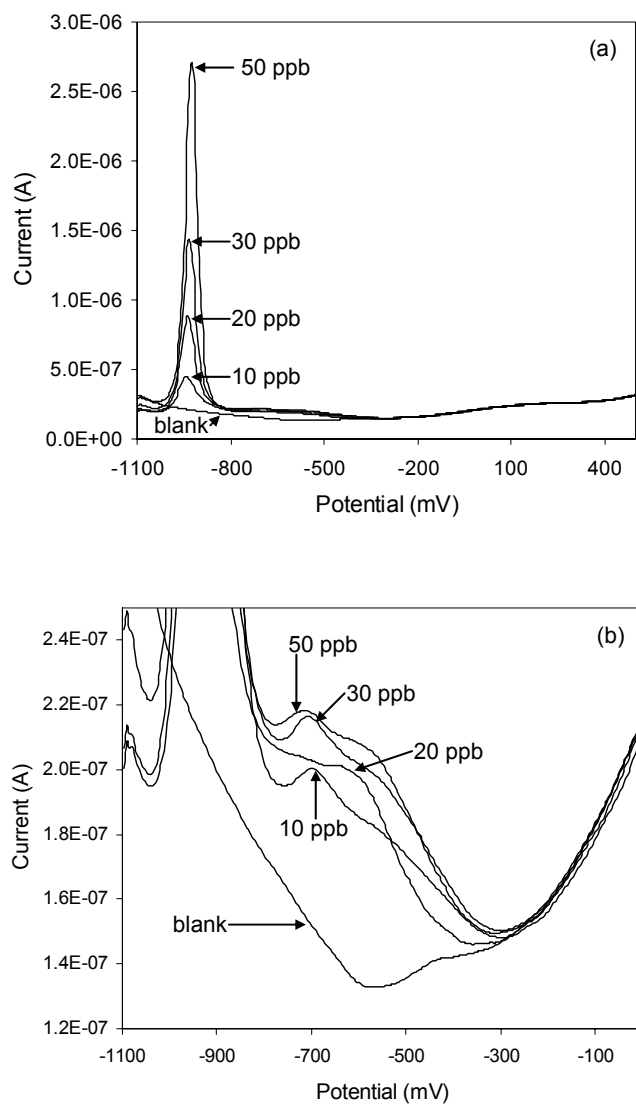 (a)
3.0E-06
2.5E-06
2.0E-06
1.5E-06
1.0E-06
5.0E-07
0.0E+00
Current (A)
50 ppb
30 ppb
20 ppb
10 ppb
blank
-1100 -800 -500 -200 100 400
Potential (mV)
(b)
2.4E-07
2.2E-07
2.0E-07
1.8E-07
1.6E-07
1.4E-07
1.2E-07
Current (A)
50 ppb
30 ppb
20 ppb
10 ppb
blank
-1100 -900 -700 -500 -300 -100
Potential (mV)